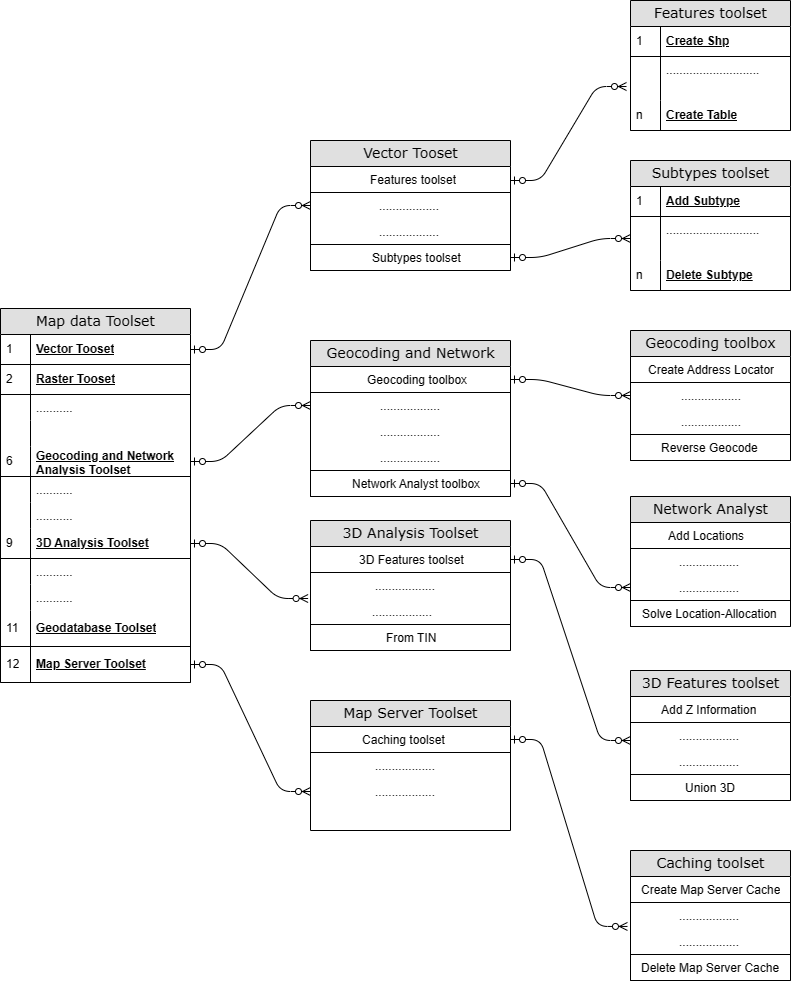 Features toolset
1 Create Shp
............................
n Create Table
Vector Tooset
Features toolset
..................
..................
Subtypes toolset
Subtypes toolset
1 Add Subtype
............................
n Delete Subtype
Map data Toolset
1 Vector Tooset
2 Raster Tooset
...........
6 Geocoding and Network
Analysis Toolset
...........
...........
9 3D Analysis Toolset
...........
...........
11 Geodatabase Toolset
12 Map Server Toolset
Geocoding and Network
Geocoding toolbox
..................
..................
..................
Network Analyst toolbox
Geocoding toolbox
Create Address Locator
..................
..................
Reverse Geocode
Network Analyst
Add Locations
..................
..................
Solve Location-Allocation
3D Analysis Toolset
3D Features toolset
..................
..................
From TIN
3D Features toolset
Add Z Information
..................
..................
Union 3D
Map Server Toolset
Caching toolset
..................
..................
Caching toolset
Create Map Server Cache
..................
..................
Delete Map Server Cache